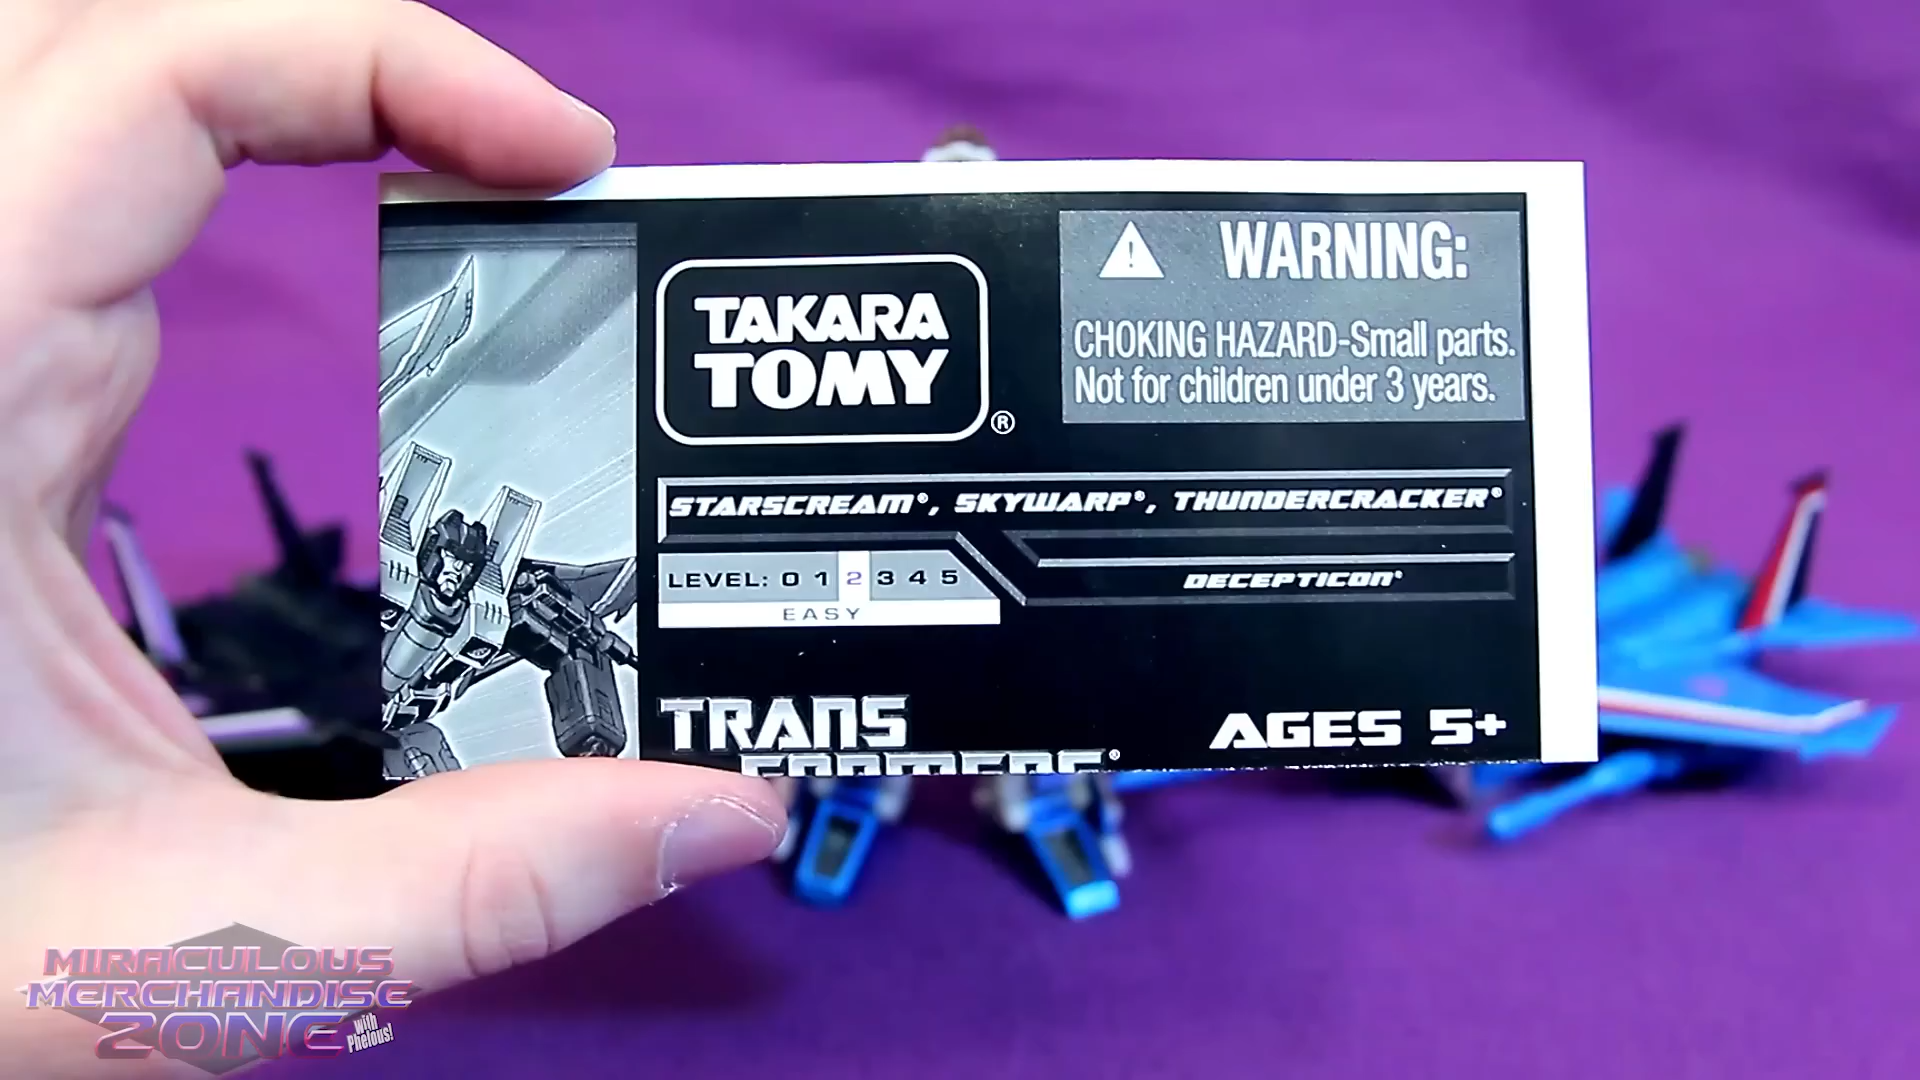 TAKARA
TOMY
®
WARNING:
CHOKING HAZARD-Small parts.
Not for children under 3 years.
STARSCREAM®, SKYWARP®, THUNDERCRACKER®
LEVEL: 0 1 2 3 4 5
EASY
DECEPTICON®
TRANS
FORMERS®
AGES 5+
MIRACULOUS
MERCHANDISE
ZONE
with
Phelous!